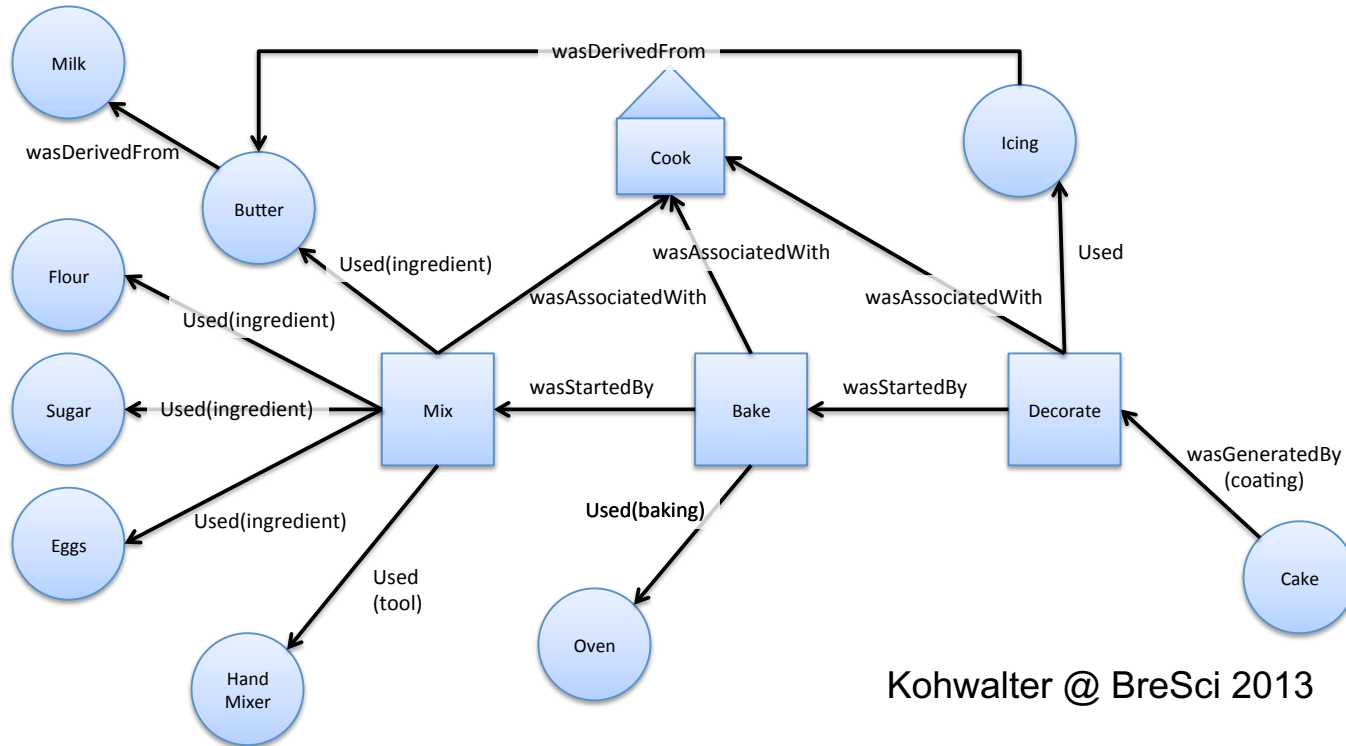 wasDerivedFrom
Milk
Icing
wasDerivedFrom
Cook
Butter
wasAssociatedWith
Used
Flour
Used(ingredient)
wasAssociatedWith
wasAssociatedWith
Used(ingredient)
wasStartedBy
wasStartedBy
Sugar
Used(ingredient)
Mix
Bake
Decorate
wasGeneratedBy
(coating)
Used(ingredient)
Used(baking)
Eggs
Used
(tool)
Cake
Oven
Hand
Mixer
Kohwalter @ BreSci 2013